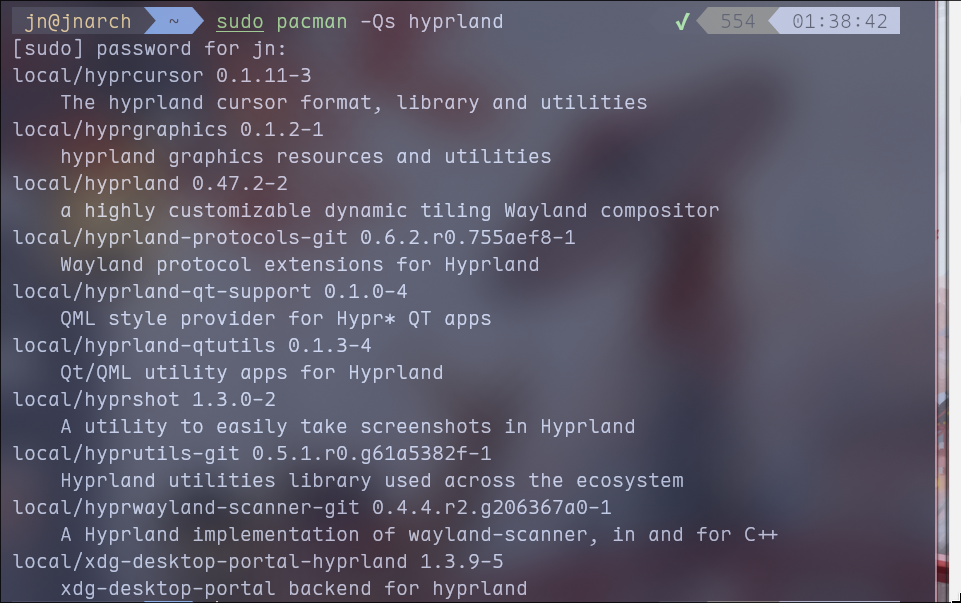 jn@jnarch ~ sudo pacman -Qs hyprland ✓ 554 01:38:42
[sudo] password for jn:
local/hyprcursor 0.1.11-3
The hyprland cursor format, library and utilities
local/hyprgraphics 0.1.2-1
hyprland graphics resources and utilities
local/hyprland 0.47.2-2
a highly customizable dynamic tiling Wayland compositor
local/hyprland-protocols-git 0.6.2.r0.755aef8-1
Wayland protocol extensions for Hyprland
local/hyprland-qt-support 0.1.0-4
QML style provider for Hypr* QT apps
local/hyprland-qtutils 0.1.3-4
Qt/QML utility apps for Hyprland
local/hyprshot 1.3.0-2
A utility to easily take screenshots in Hyprland
local/hyprutils-git 0.5.1.r0.g61a5382f-1
Hyprland utilities library used across the ecosystem
local/hyprwayland-scanner-git 0.4.4.r2.g206367a0-1
A Hyprland implementation of wayland-scanner, in and for C++
local/xdg-desktop-portal-hyprland 1.3.9-5
xdg-desktop-portal backend for hyprland